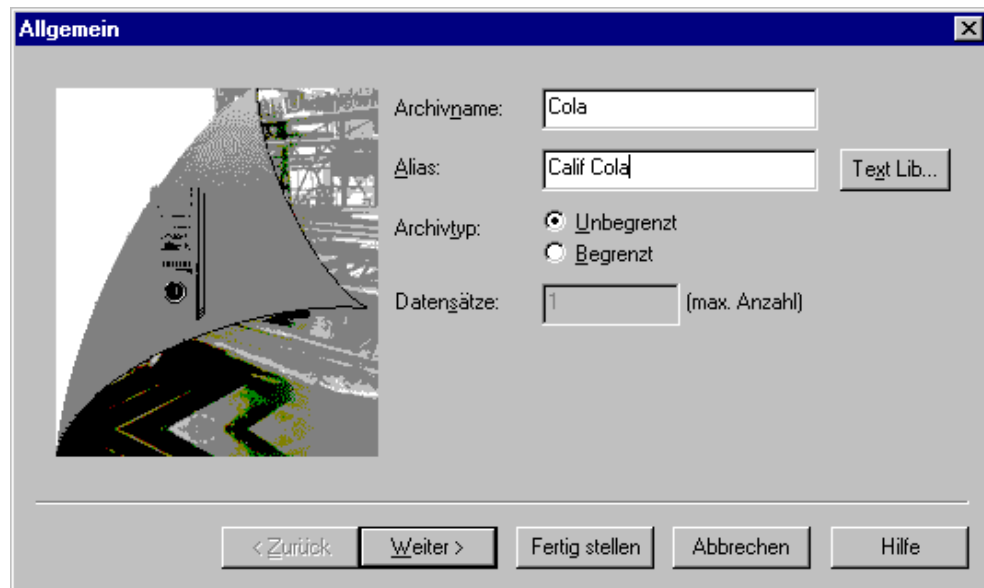 Allgemein
Archivname: Cola
Alias: Calif Cola Text Lib...
Archivtyp: Unbegrenzt
Begrenzt
Datensätze: 1 (max. Anzahl)
< Zurück Weiter > Fertig stellen Abbrechen Hilfe